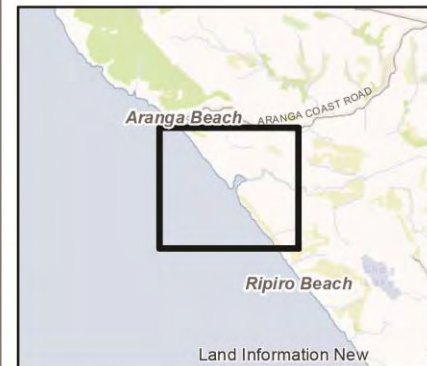 ARANGA COAST ROAD
Aranga Beach
Ripiro Beach
Land Information New